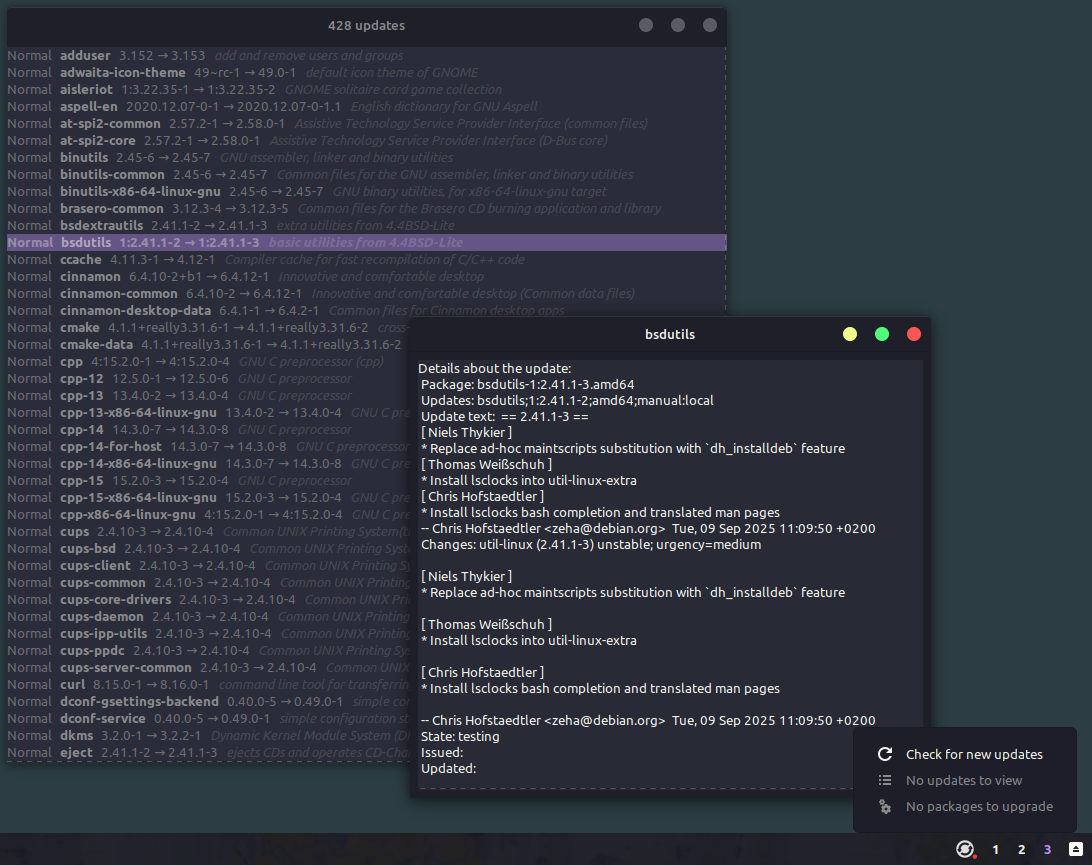 428 updates
Normal adduser 3.152 → 3.153 add and remove users and groups
Normal adwaita-icon-theme 49~rc-1 → 49.0-1 default icon theme of GNOME
Normal aisleriot 1:3.22.35-1 → 1:3.22.35-2 GNOME solitaire card game collection
Normal aspell-en 2020.12.07-0-1 → 2020.12.07-0-1.1 English dictionary for GNU Aspell
Normal at-spi2-common 2.57.2-1 → 2.58.0-1 Assistive Technology Service Provider Interface (common files)
Normal at-spi2-core 2.57.2-1 → 2.58.0-1 Assistive Technology Service Provider Interface (D-Bus core)
Normal binutils 2.45-6 → 2.45-7 GNU assembler, linker and binary utilities
Normal binutils-common 2.45-6 → 2.45-7 Common files for the GNU assembler, linker and binary utilities
Normal binutils-x86-64-linux-gnu 2.45-6 → 2.45-7 GNU binary utilities, for x86-64-linux-gnu target
Normal brasero-common 3.12.3-4 → 3.12.3-5 Common files for the Brasero CD burning application and library
Normal bsdextrautils 2.41.1-2 → 2.41.1-3 extra utilities from 4.4BSD-Lite
Normal bsdutils 1:2.41.1-2 → 1:2.41.1-3 basic utilities from 4.4BSD-Lite
Normal ccache 4.11.3-1 → 4.12-1 Compiler cache for fast recompilation of C/C++ code
Normal cinnamon 6.4.10-2+b1 → 6.4.12-1 Innovative and comfortable desktop
Normal cinnamon-common 6.4.10-2 → 6.4.12-1 Innovative and comfortable desktop (Common data files)
Normal cinnamon-desktop-data 6.4.1-1 → 6.4.2-1 Common files for Cinnamon desktop apps
Normal cmake 4.1.1+really3.31.6-1 → 4.1.1+really3.31.6-2 cross-
Normal cmake-data 4.1.1+really3.31.6-1 → 4.1.1+really3.31.6-2
Normal cpp 4:15.2.0-1 → 4:15.2.0-4 GNU C preprocessor (cpp)
Normal cpp-12 12.5.0-1 → 12.5.0-6 GNU C preprocessor
Normal cpp-13 13.4.0-2 → 13.4.0-4 GNU C preprocessor
Normal cpp-13-x86-64-linux-gnu 13.4.0-2 → 13.4.0-4 GNU C pre
Normal cpp-14 14.3.0-7 → 14.3.0-8 GNU C preprocessor
Normal cpp-14-for-host 14.3.0-7 → 14.3.0-8 GNU C preprocessor
Normal cpp-14-x86-64-linux-gnu 14.3.0-7 → 14.3.0-8 GNU C pre
Normal cpp-15 15.2.0-3 → 15.2.0-4 GNU C preprocessor
Normal cpp-15-x86-64-linux-gnu 15.2.0-3 → 15.2.0-4 GNU C pre
Normal cpp-x86-64-linux-gnu 4:15.2.0-1 → 4:15.2.0-4 GNU C pre
Normal cups 2.4.10-3 → 2.4.10-4 Common UNIX Printing System(t
Normal cups-bsd 2.4.10-3 → 2.4.10-4 Common UNIX Printing Syst
Normal cups-client 2.4.10-3 → 2.4.10-4 Common UNIX Printing Sy
Normal cups-common 2.4.10-3 → 2.4.10-4 Common UNIX Printing
Normal cups-core-drivers 2.4.10-3 → 2.4.10-4 Common UNIX Prin
Normal cups-daemon 2.4.10-3 → 2.4.10-4 Common UNIX Printing
Normal cups-ipp-utils 2.4.10-3 → 2.4.10-4 Common UNIX Printing
Normal cups-ppdc 2.4.10-3 → 2.4.10-4 Common UNIX Printing Sys
Normal cups-server-common 2.4.10-3 → 2.4.10-4 Common UNIX
Normal curl 8.15.0-1 → 8.16.0-1 command line tool for transferrin
Normal dconf-gsettings-backend 0.40.0-5 → 0.49.0-1 simple con
Normal dconf-service 0.40.0-5 → 0.49.0-1 simple configuration st
Normal dkms 3.2.0-1 → 3.2.2-1 Dynamic Kernel Module System (D
Normal eject 2.41.1-2 → 2.41.1-3 ejects CDs and operates CD-Cha
bsdutils
Details about the update:
Package: bsdutils-1:2.41.1-3.amd64
Updates: bsdutils;1:2.41.1-2;amd64;manual:local
Update text: == 2.41.1-3 ==
[ Niels Thykier ]
* Replace ad-hoc maintscripts substitution with `dh_installdeb` feature
[ Thomas Weißschuh ]
* Install lsclocks into util-linux-extra
[ Chris Hofstaedtler ]
* Install lsclocks bash completion and translated man pages
-- Chris Hofstaedtler <zeha@debian.org> Tue, 09 Sep 2025 11:09:50 +0200
Changes: util-linux (2.41.1-3) unstable; urgency=medium
[ Niels Thykier ]
* Replace ad-hoc maintscripts substitution with `dh_installdeb` feature
[ Thomas Weißschuh ]
* Install lsclocks into util-linux-extra
[ Chris Hofstaedtler ]
* Install lsclocks bash completion and translated man pages
-- Chris Hofstaedtler <zeha@debian.org> Tue, 09 Sep 2025 11:09:50 +0200
State: testing
Issued:
Updated:
Check for new updates
No updates to view
No packages to upgrade
1 2 3